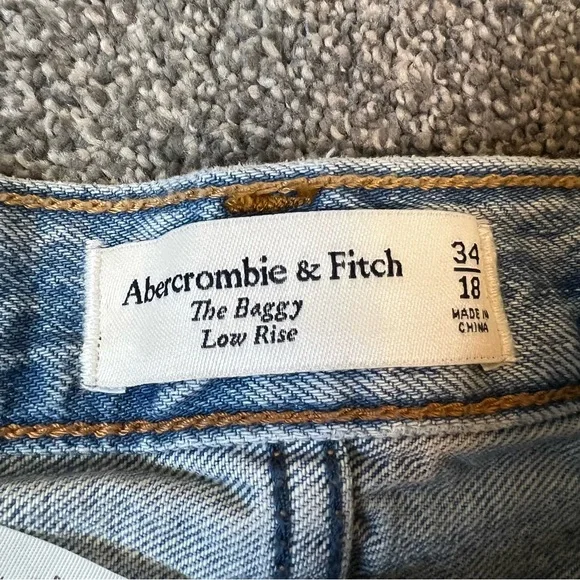 Abercrombie & Fitch
The Baggy
Low Rise
34
18
MADE IN
CHINA